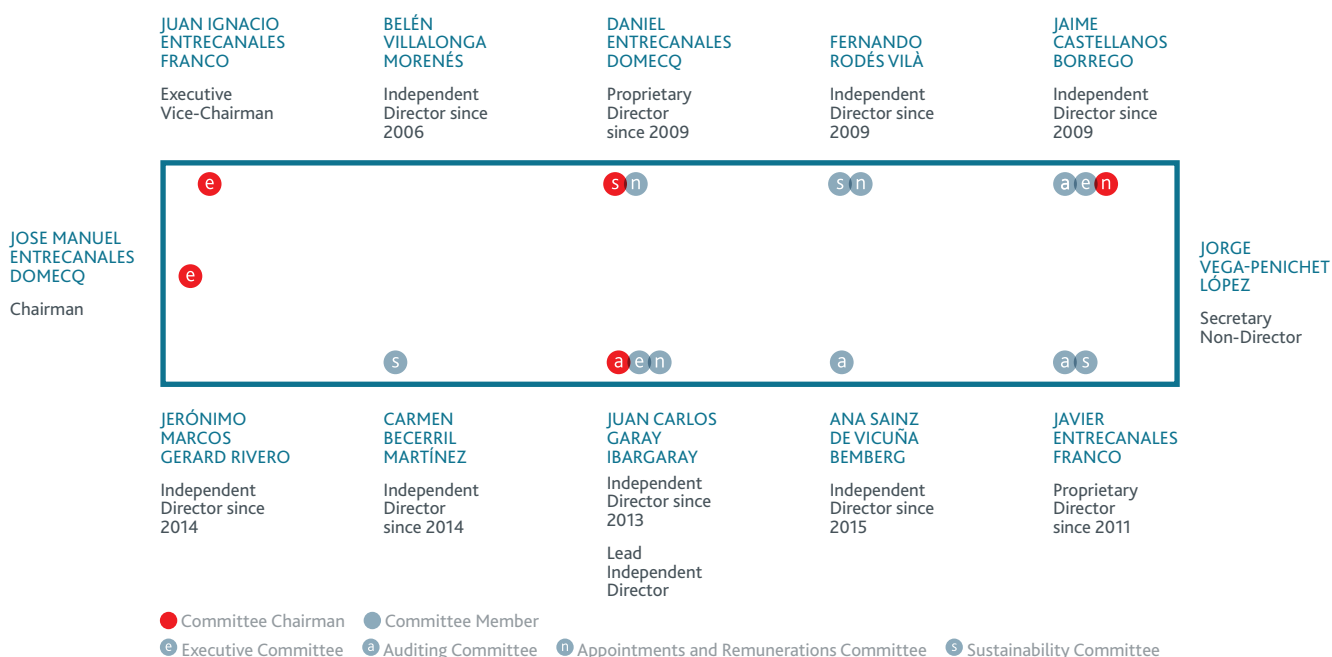 JUAN IGNACIO
ENTRECANALES
FRANCO
Executive
Vice-Chairman
BELÉN
VILLALONGA
MORENÉS
Independent
Director since
2006
DANIEL
ENTRECANALES
DOMECQ
Proprietary
Director
since 2009
FERNANDO
RODÉS VILÀ
Independent
Director since
2009
JAIME
CASTELLANOS
BORREGO
Independent
Director since
2009
e
s n
s n
a e n
JOSE MANUEL
ENTRECANALES
DOMECQ
Chairman
e
JORGE
VEGA-PENICHET
LÓPEZ
Secretary
Non-Director
s
a e n
a
a s
JERÓNIMO
MARCOS
GERARD RIVERO
Independent
Director since
2014
CARMEN
BECERRIL
MARTÍNEZ
Independent
Director
since 2014
JUAN CARLOS
GARAY
IBARGARAY
Independent
Director since
2013
Lead
Independent
Director
ANA SAINZ
DE VICUÑA
BEMBERG
Independent
Director since
2015
JAVIER
ENTRECANALES
FRANCO
Proprietary
Director
since 2011
Committee Chairman Committee Member
e Executive Committee a Auditing Committee n Appointments and Remunerations Committee s Sustainability Committee